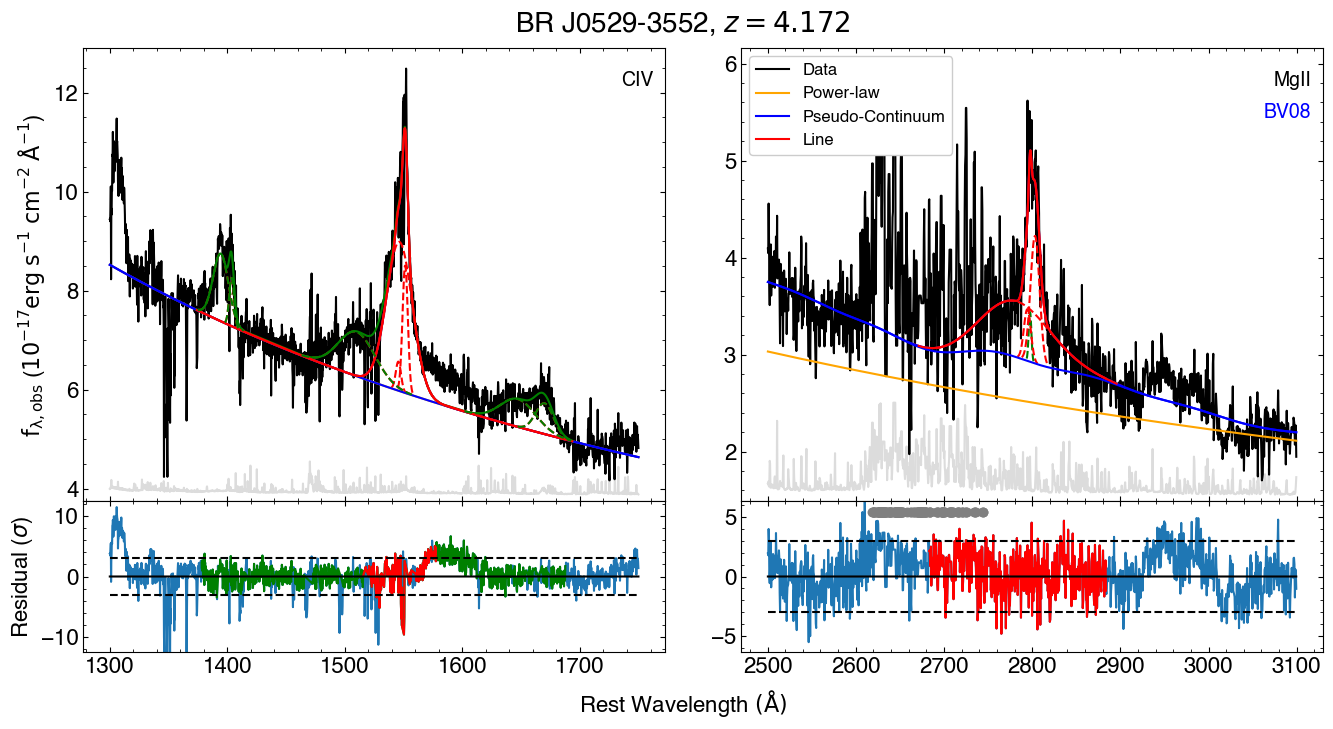 BR J0529-3552, z = 4.172
CIV
12
10
8
6
4
f_λ,obs (10⁻¹⁷erg s⁻¹ cm⁻² Å⁻¹)
Data
Power-law
Pseudo-Continuum
Line
MgII
BV08
6
5
4
3
2
10
0
−10
Residual (σ)
5
0
−5
1300 1400 1500 1600 1700
2500 2600 2700 2800 2900 3000 3100
Rest Wavelength (Å)